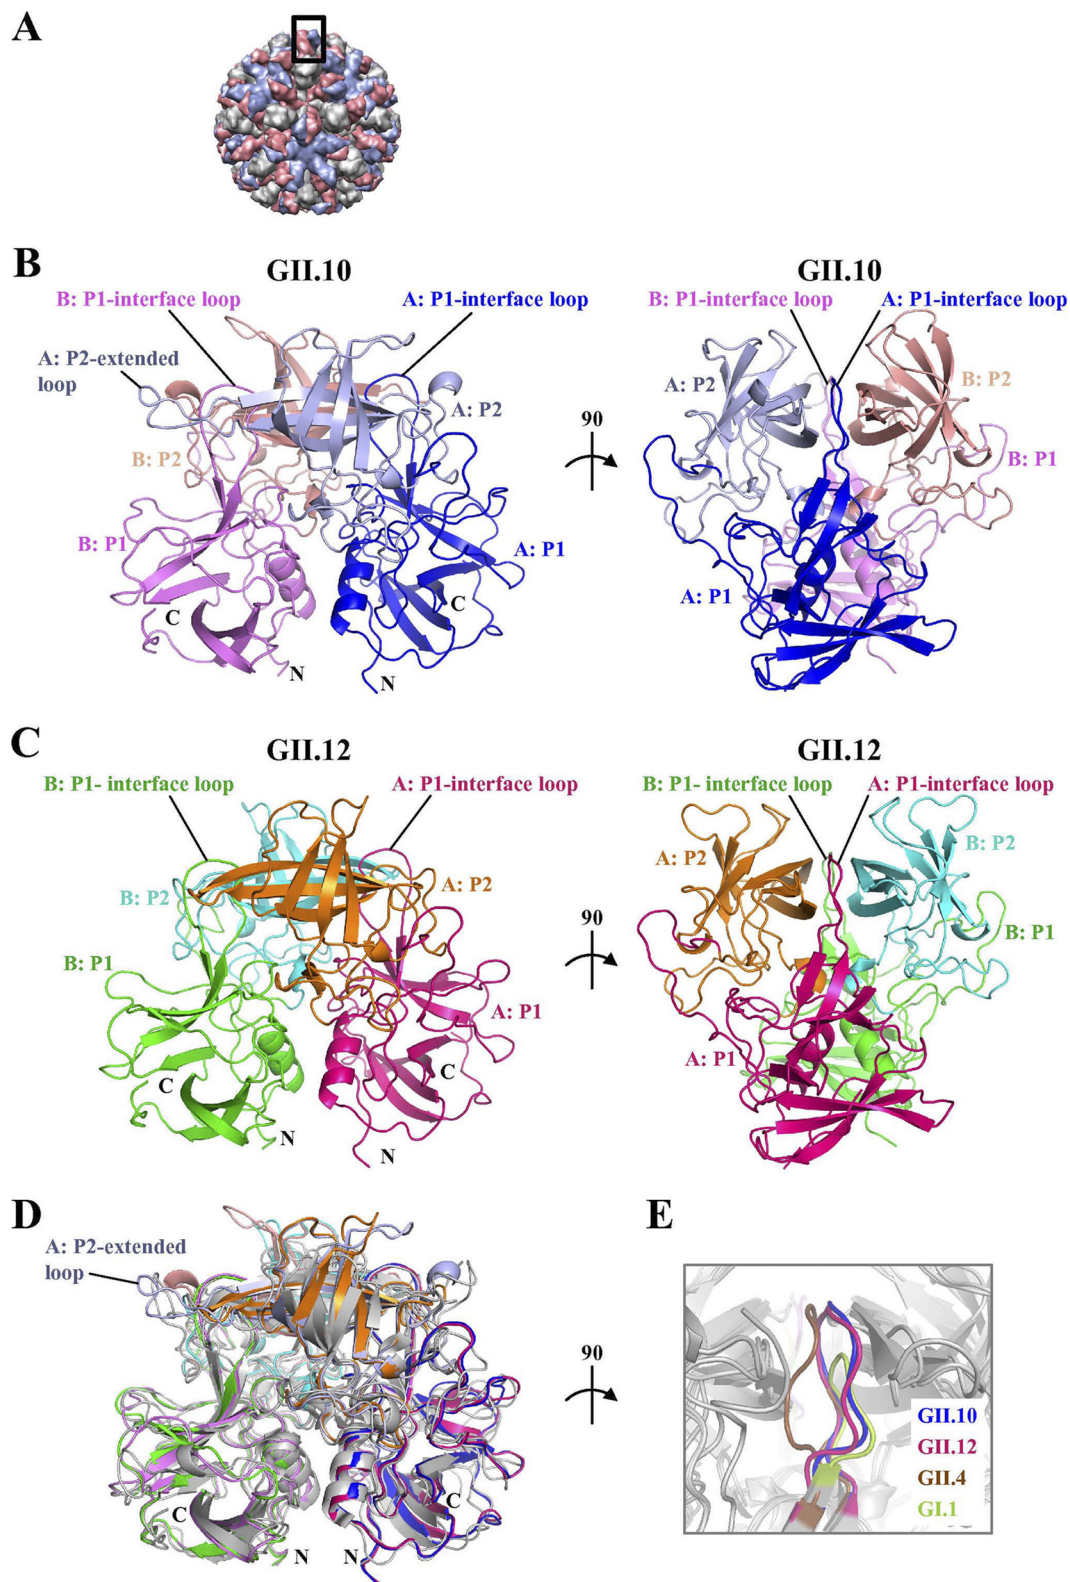 A
B
GII.10
GII.10
B: P1-interface loop
A: P1-interface loop
B: P1-interface loop
A: P1-interface loop
A: P2-extended
loop
A: P2
A: P2
B: P2
B: P2
90
B: P1
B: P1
A: P1
A: P1
C
C
N
N
C
GII.12
GII.12
B: P1- interface loop
A: P1-interface loop
B: P1- interface loop
A: P1-interface loop
A: P2
A: P2
B: P2
B: P2
90
B: P1
B: P1
A: P1
A: P1
C
C
N
N
D
E
A: P2-extended
loop
90
C
C
N
N
GII.10
GII.12
GII.4
GI.1